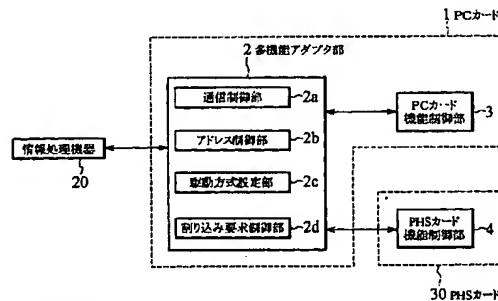 1 PCカード
2 多機能アダプタ部
通信制御部 2a
PCカード
機能制御部 3
アドレス制御部 2b
情報処理機器
20
駆動方式設定部 2c
割り込み要求制御部 2d
PHSカード
機能制御部 4
30 PHSカード